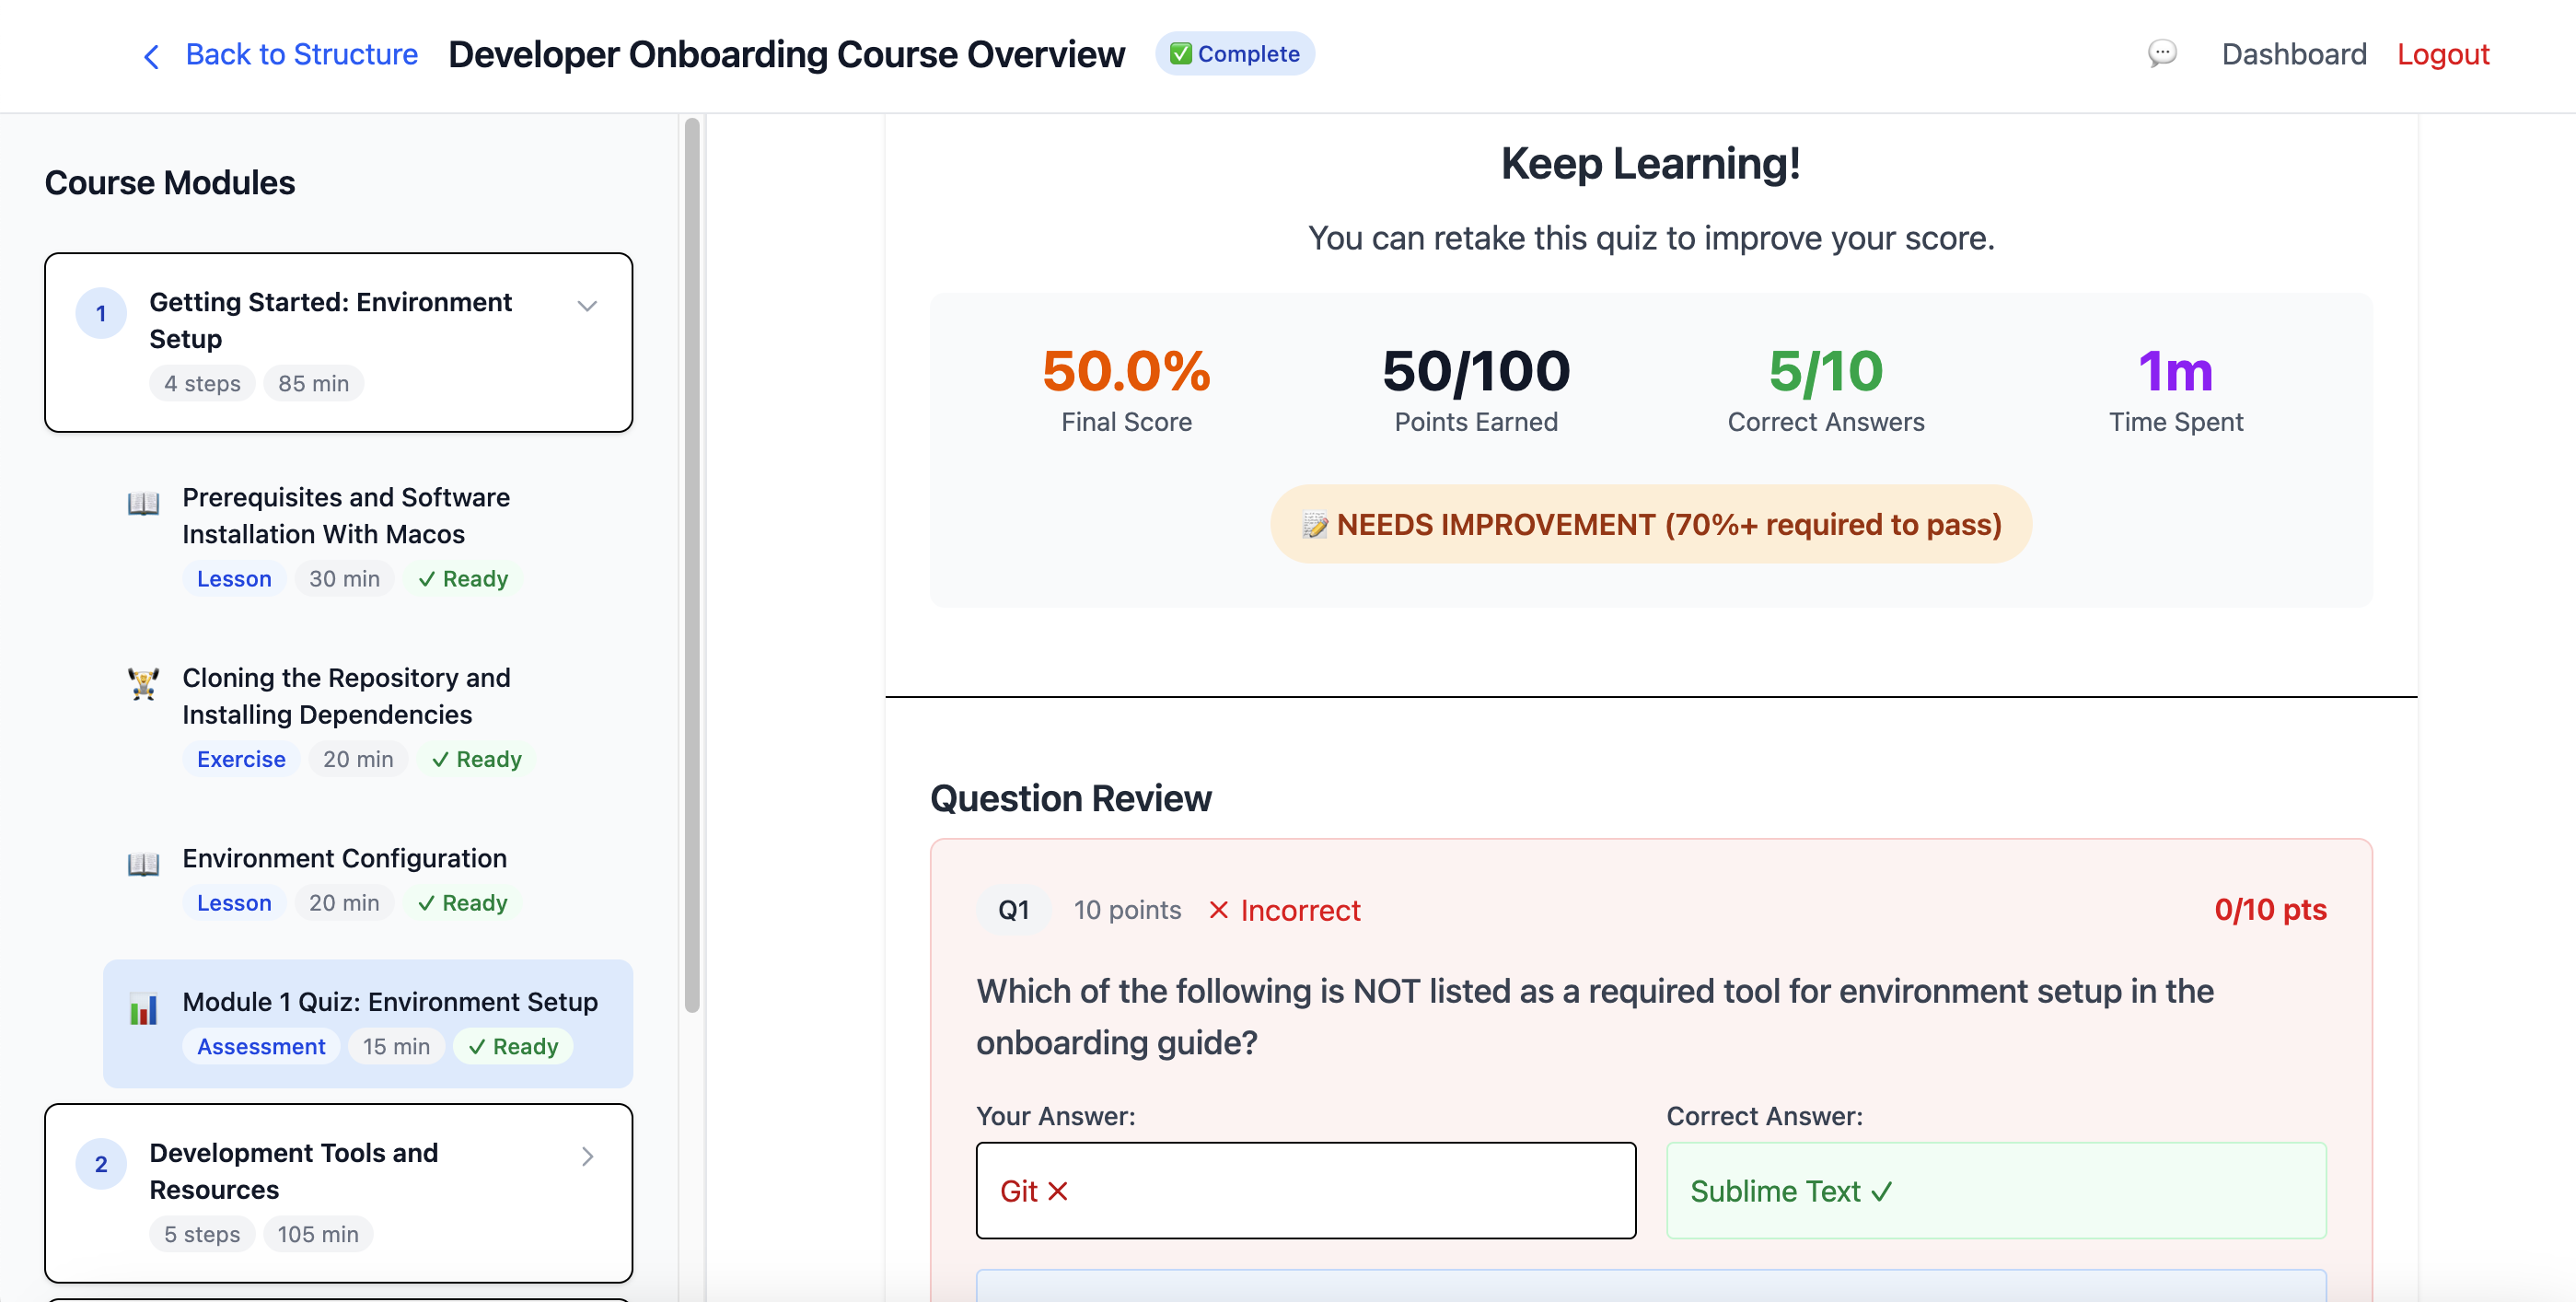 Back to Structure
Developer Onboarding Course Overview
✅ Complete
Dashboard
Logout
Course Modules
1
Getting Started: Environment
Setup
4 steps
85 min
Prerequisites and Software
Installation With Macos
Lesson
30 min
✓ Ready
Cloning the Repository and
Installing Dependencies
Exercise
20 min
✓ Ready
Environment Configuration
Lesson
20 min
✓ Ready
Module 1 Quiz: Environment Setup
Assessment
15 min
✓ Ready
2
Development Tools and
Resources
5 steps
105 min
Keep Learning!
You can retake this quiz to improve your score.
50.0%
Final Score
50/100
Points Earned
5/10
Correct Answers
1m
Time Spent
📝 NEEDS IMPROVEMENT (70%+ required to pass)
Question Review
Q1
10 points
✕ Incorrect
0/10 pts
Which of the following is NOT listed as a required tool for environment setup in the
onboarding guide?
Your Answer:
Git ✕
Correct Answer:
Sublime Text ✓